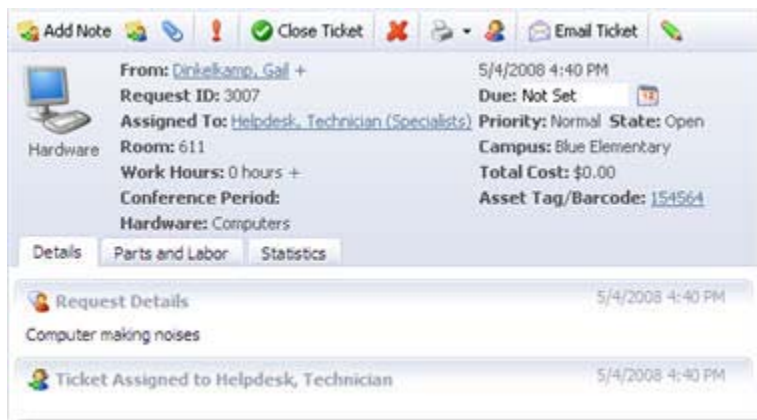 Add Note Close Ticket Email Ticket
From: Dinkelkamp, Gail + 5/4/2008 4:40 PM
Request ID: 3007 Due: Not Set 12
Assigned To: Helpdesk, Technician (Specialists) Priority: Normal State: Open
Hardware Room: 611 Campus: Blue Elementary
Work Hours: 0 hours + Total Cost: $0.00
Conference Period: Asset Tag/Barcode: 154564
Hardware: Computers
Details Parts and Labor Statistics
Request Details 5/4/2008 4:40 PM
Computer making noises
Ticket Assigned to Helpdesk, Technician 5/4/2008 4:40 PM